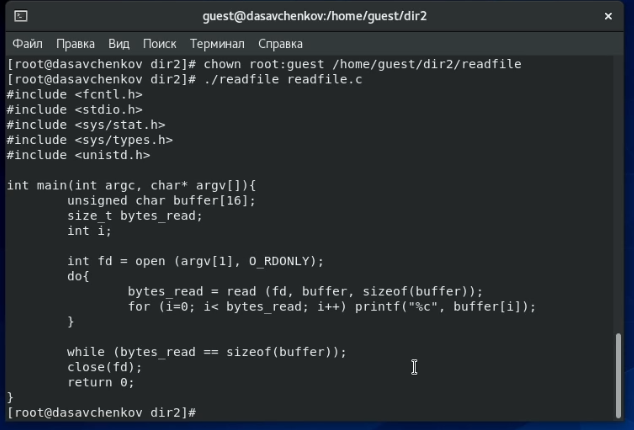 guest@dasavchenkov:/home/guest/dir2
Файл Правка Вид Поиск Терминал Справка
[root@dasavchenkov dir2]# chown root:guest /home/guest/dir2/readfile
[root@dasavchenkov dir2]# ./readfile readfile.c
#include <fcntl.h>
#include <stdio.h>
#include <sys/stat.h>
#include <sys/types.h>
#include <unistd.h>

int main(int argc, char* argv[]){
        unsigned char buffer[16];
        size_t bytes_read;
        int i;

        int fd = open (argv[1], O_RDONLY);
        do{
                bytes_read = read (fd, buffer, sizeof(buffer));
                for (i=0; i< bytes_read; i++) printf("%c", buffer[i]);
        }

        while (bytes_read == sizeof(buffer));
        close(fd);
        return 0;
}
[root@dasavchenkov dir2]#